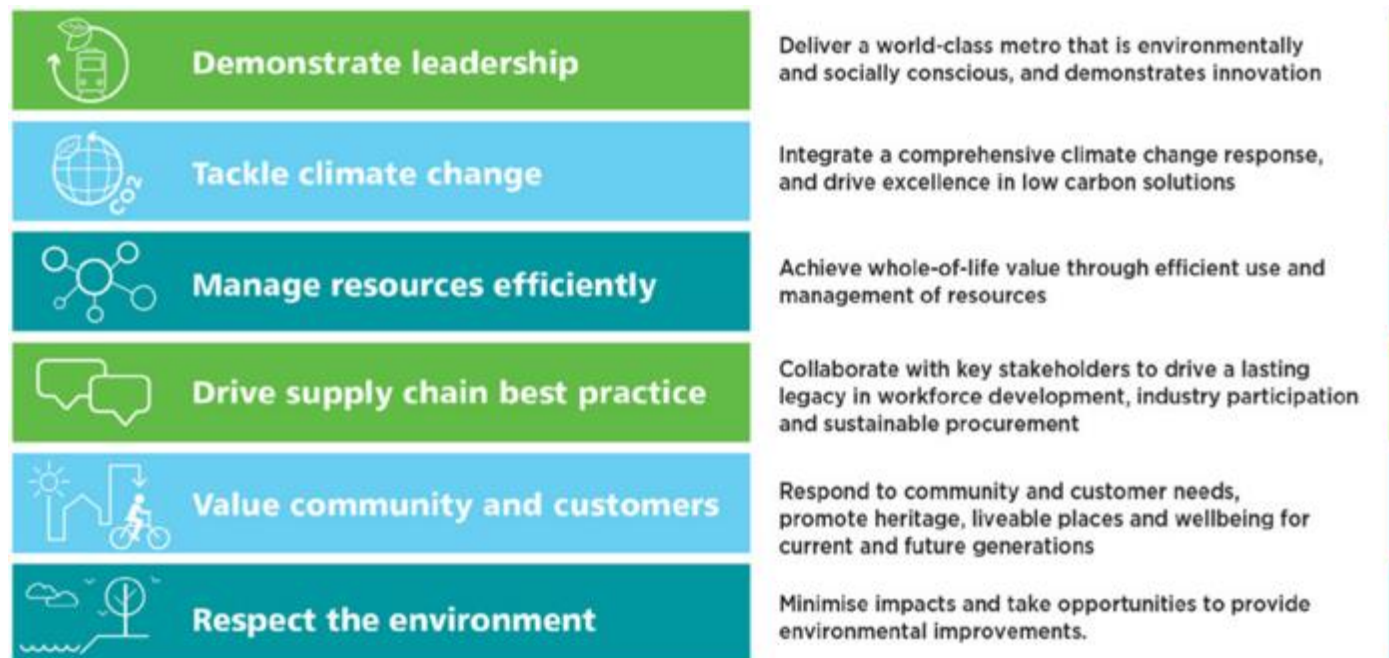 Demonstrate leadership
Deliver a world-class metro that is environmentally
and socially conscious, and demonstrates innovation
CO2
Tackle climate change
Integrate a comprehensive climate change response,
and drive excellence in low carbon solutions
Manage resources efficiently
Achieve whole-of-life value through efficient use and
management of resources
Drive supply chain best practice
Collaborate with key stakeholders to drive a lasting
legacy in workforce development, industry participation
and sustainable procurement
Value community and customers
Respond to community and customer needs,
promote heritage, liveable places and wellbeing for
current and future generations
Respect the environment
Minimise impacts and take opportunities to provide
environmental improvements.